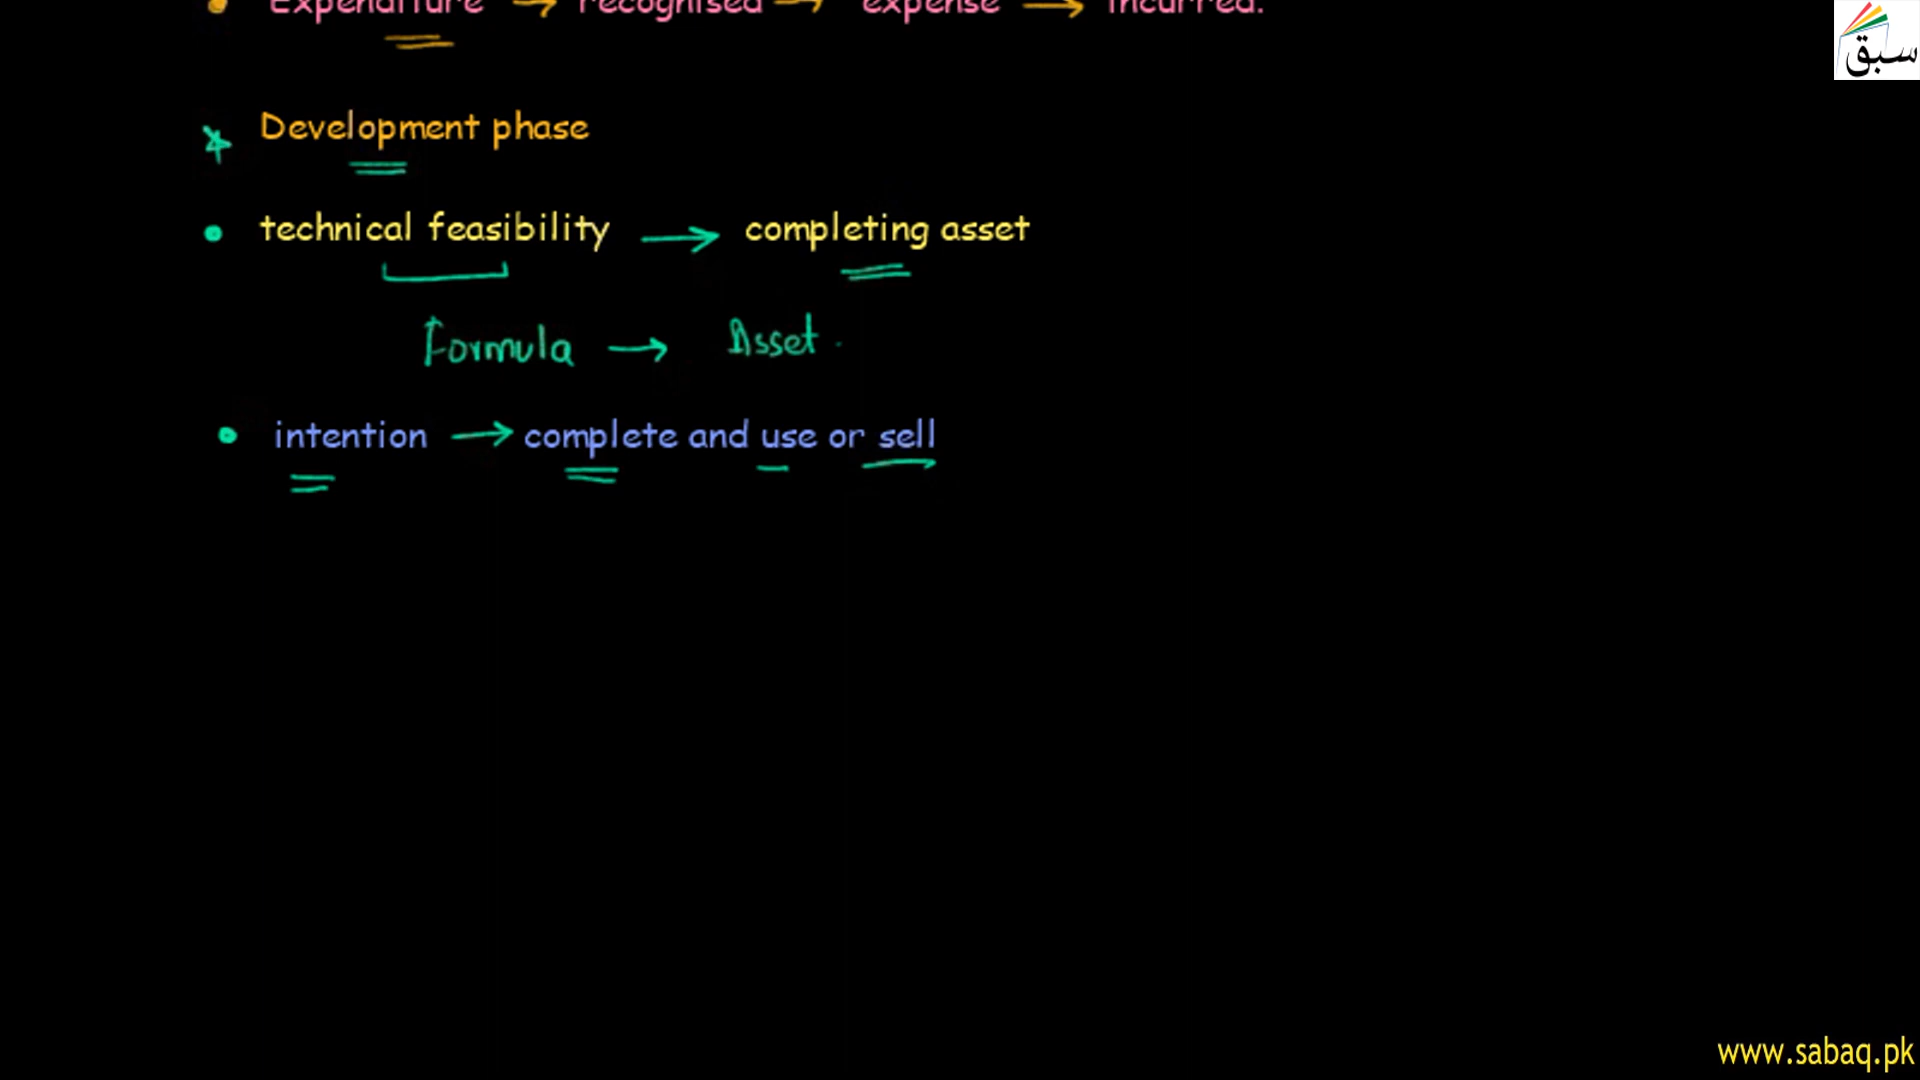 • Expenditure → recognised → expense → incurred.
سبق
Development phase
• technical feasibility → completing asset
Formula → Asset.
• intention → complete and use or sell
www.sabaq.pk